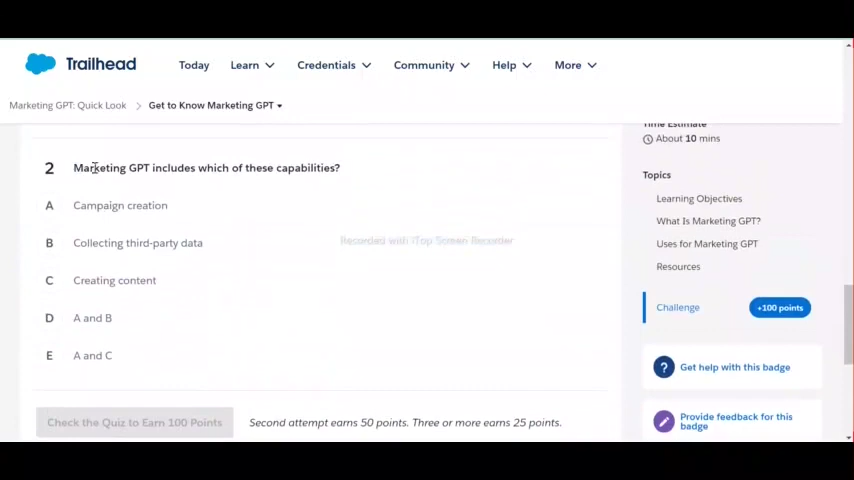 Trailhead
Today
Learn
Credentials
Community
Help
More
Marketing GPT: Quick Look
Get to Know Marketing GPT
Time Estimate
About 10 mins
2 Marketing GPT includes which of these capabilities?
A Campaign creation
B Collecting third-party data
C Creating content
D A and B
E A and C
Recorded with iTop Screen Recorder
Check the Quiz to Earn 100 Points
Second attempt earns 50 points. Three or more earns 25 points.
Topics
Learning Objectives
What Is Marketing GPT?
Uses for Marketing GPT
Resources
Challenge
+100 points
? Get help with this badge
Provide feedback for this
badge